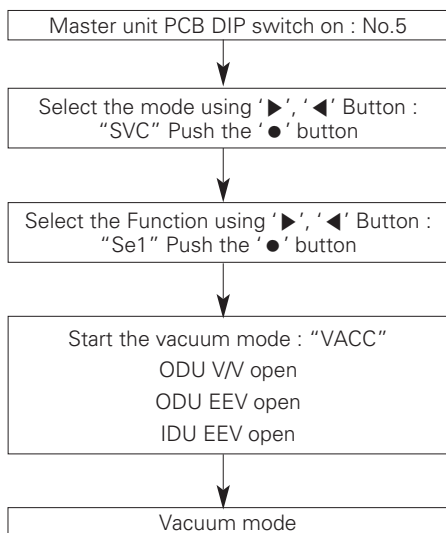 Master unit PCB DIP switch on : No.5
Select the mode using ‘▶’, ‘◀’ Button :
“SVC” Push the ‘●’ button
Select the Function using ‘▶’, ‘◀’ Button :
“Se1” Push the ‘●’ button
Start the vacuum mode : “VACC”
ODU V/V open
ODU EEV open
IDU EEV open
Vacuum mode